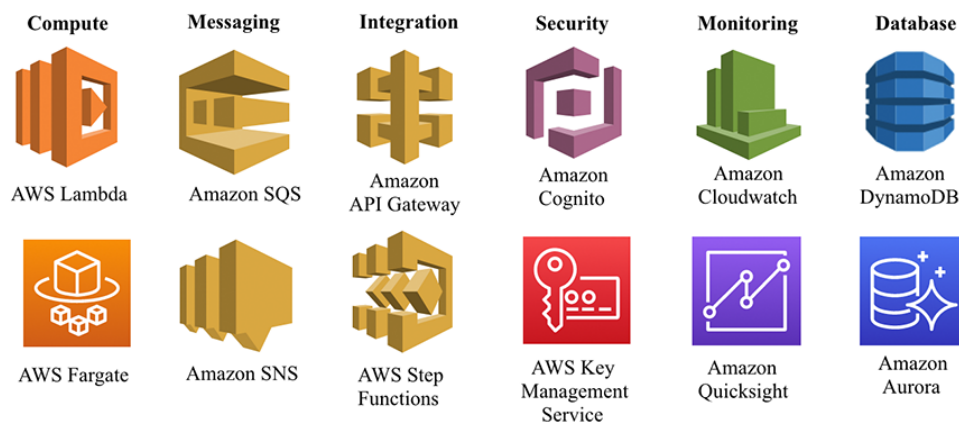 Compute
Messaging
Integration
Security
Monitoring
Database
AWS Lambda
Amazon SQS
Amazon
API Gateway
Amazon
Cognito
Amazon
Cloudwatch
Amazon
DynamoDB
AWS Fargate
Amazon SNS
AWS Step
Functions
AWS Key
Management
Service
Amazon
Quicksight
Amazon
Aurora